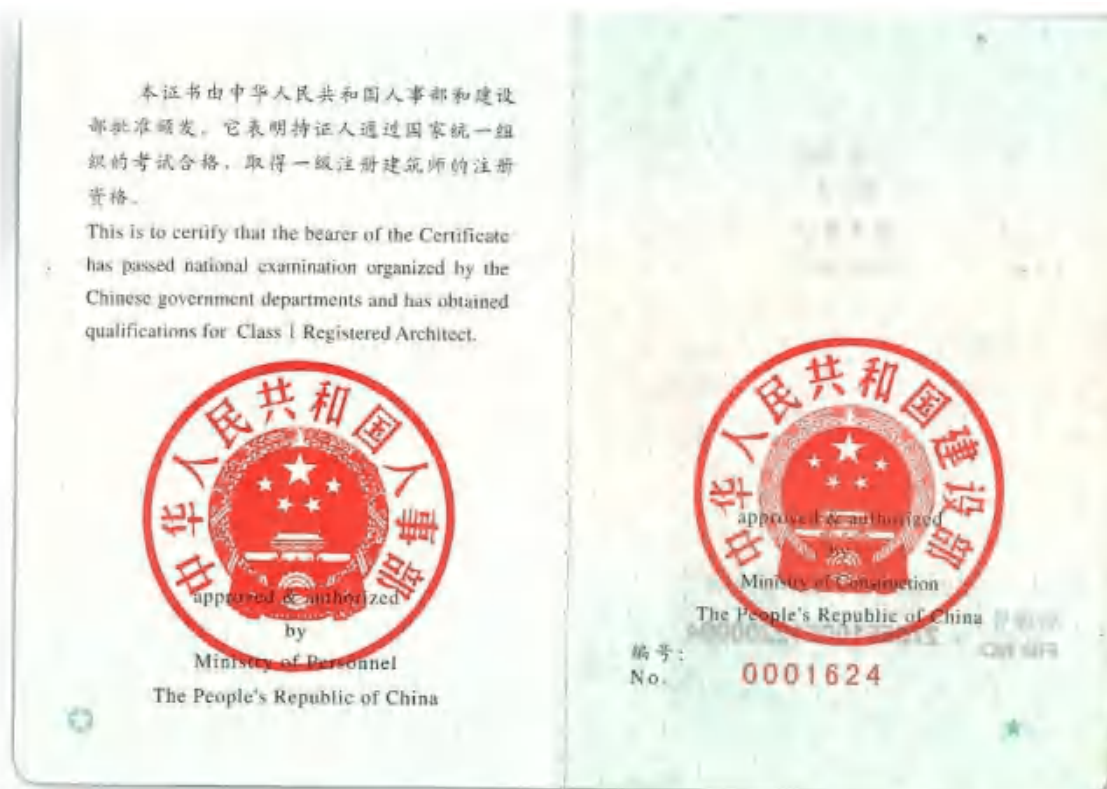 本证书由中华人民共和国人事部和建设
部批准颁发。它表明持证人通过国家统一组
织的考试合格，取得一级注册建筑师的注册
资格。
This is to certify that the bearer of the Certificate
has passed national examination organized by the
Chinese government departments and has obtained
qualifications for Class 1 Registered Architect.
中华人民共和国人事部
approved & authorized
by
Ministry of Personnel
The People's Republic of China
中华人民共和国建设部
approved & authorized
by
Ministry of Construction
The People's Republic of China
编号：
No. 0001624